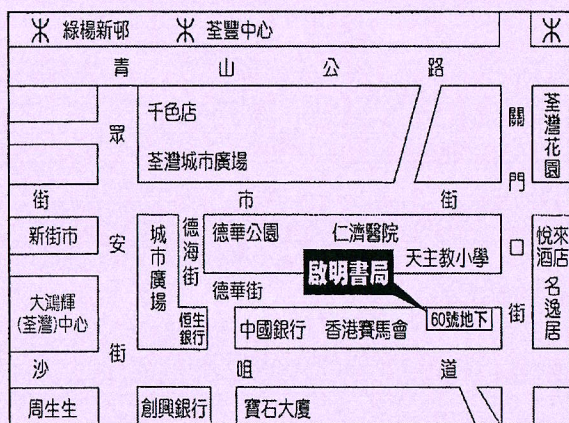 綠楊新邨 荃豐中心
青山公路
千色店
荃灣城市廣場
眾安街
關門口街
荃灣花園
街市街
新街市
城市廣場
德海街
德華公園
仁濟醫院
天主教小學
悅來酒店
名逸居
啟明書局
德華街
大鴻輝
(荃灣)中心
恒生
銀行
中國銀行 香港賽馬會
60號地下
沙咀道
周生生
創興銀行
寶石大廈